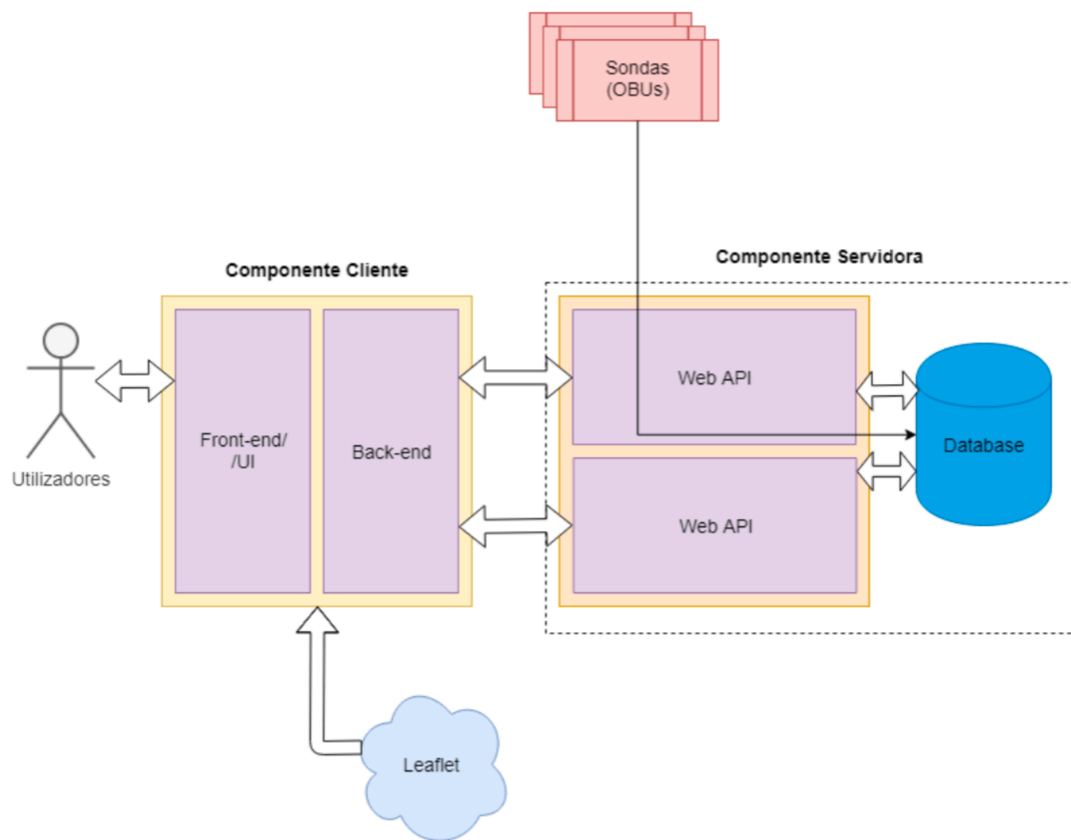 Sondas
(OBUs)
Componente Cliente
Componente Servidora
Utilizadores
Front-end/
/UI
Back-end
Web API
Web API
Database
Leaflet